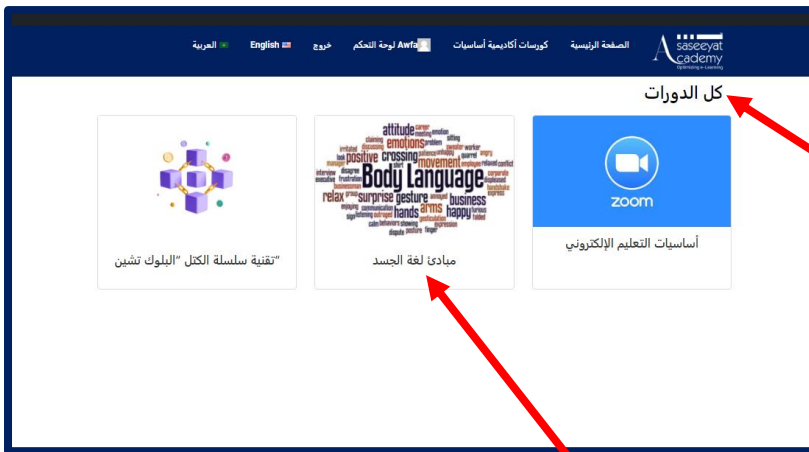 Asaseeyat
Academy
الصفحة الرئيسية
كورسات أكاديمية أساسيات
Awfa لوحة التحكم
خروج
English
العربية
كل الدورات
zoom
أساسيات التعليم الإلكتروني
attitude
emotions
positive crossing movement
Body Language
relax surprise gesture business
hands arms happy
مبادئ لغة الجسد
"تقنية سلسلة الكتل "البلوك تشين